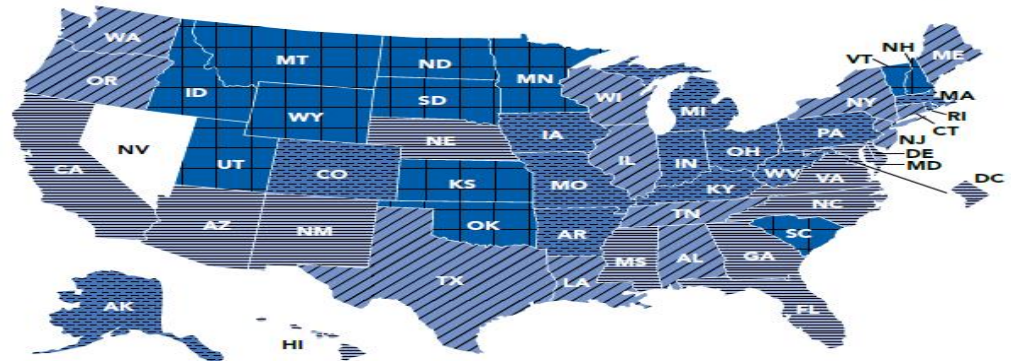 WA
MT
ND
MN
VT
NH
ME
OR
ID
SD
WI
MI
NY
MA
RI
CT
WY
NV
UT
NE
IA
IL
IN
OH
PA
NJ
DE
MD
DC
CA
CO
KS
MO
KY
WV
VA
AZ
NM
OK
AR
TN
NC
SC
TX
LA
MS
AL
GA
FL
AK
HI